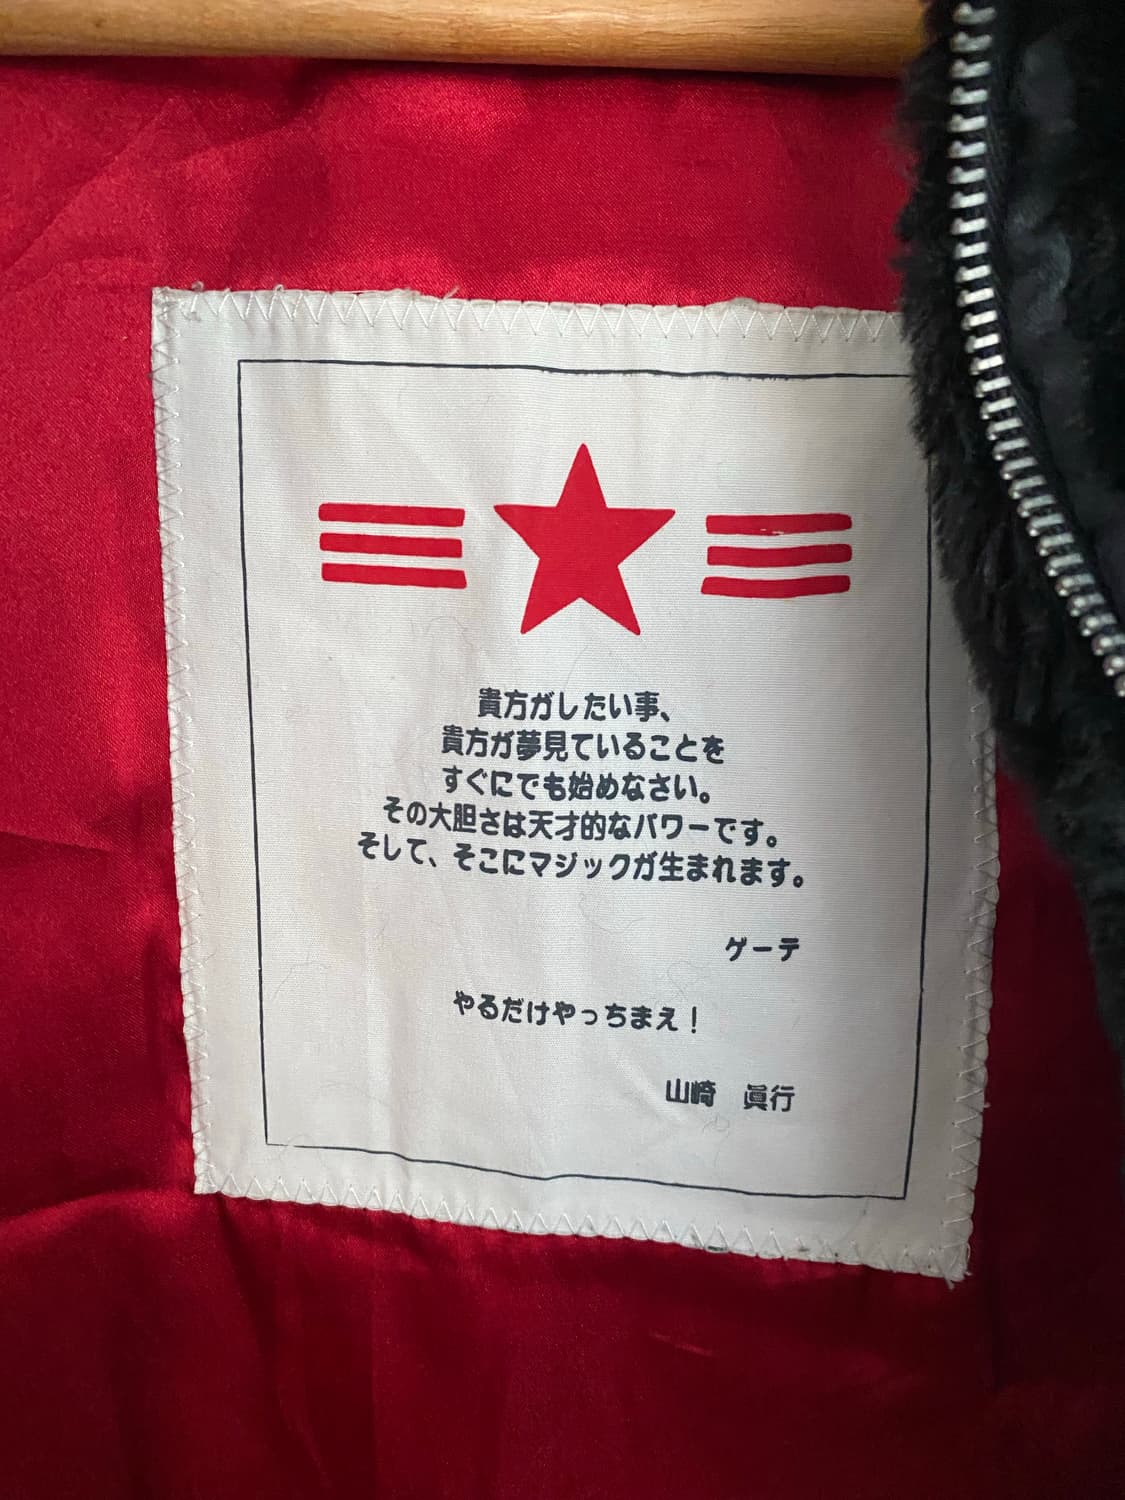 貴方がしたい事、
貴方が夢見ていることを
すぐにでも始めなさい。
その大胆さは天才的なパワーです。
そして、そこにマジックが生まれます。
ゲーテ
やるだけやっちまえ！
山崎　眞行